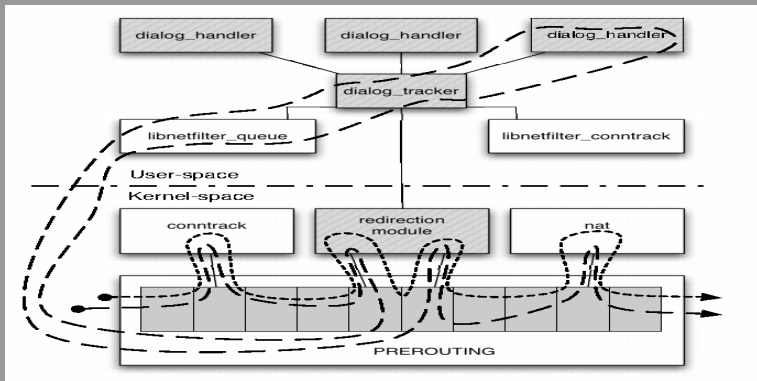 dialog_handler
dialog_handler
dialog_handler
dialog_tracker
libnetfilter_queue
libnetfilter_conntrack
User-space
Kernel-space
conntrack
redirection
module
nat
PREROUTING